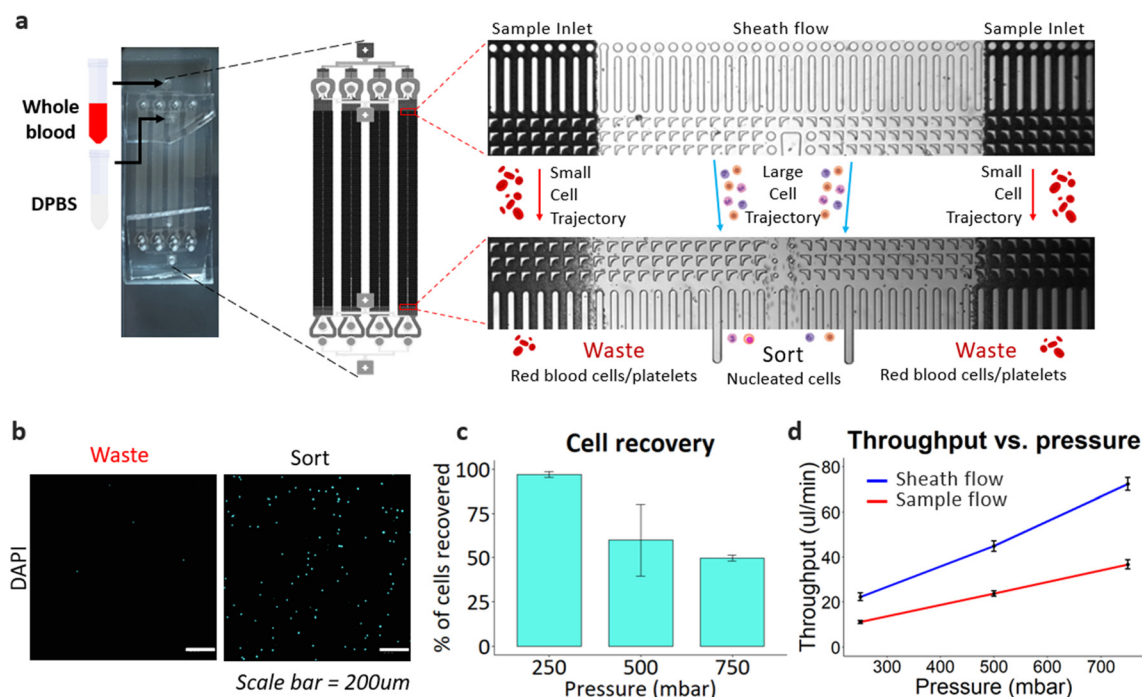 a
Sample Inlet
Sheath flow
Sample Inlet
Whole
blood
DPBS
Small
Cell
Trajectory
Large
Cell
Trajectory
Small
Cell
Trajectory
Waste
Red blood cells/platelets
Sort
Nucleated cells
Waste
Red blood cells/platelets
b
Waste
Sort
DAPI
Scale bar = 200um
c
Cell recovery
% of cells recovered
100
75
50
25
0
250
500
750
Pressure (mbar)
d
Throughput vs. pressure
Sheath flow
Sample flow
Throughput (ul/min)
80
60
40
20
0
300
400
500
600
700
Pressure (mbar)